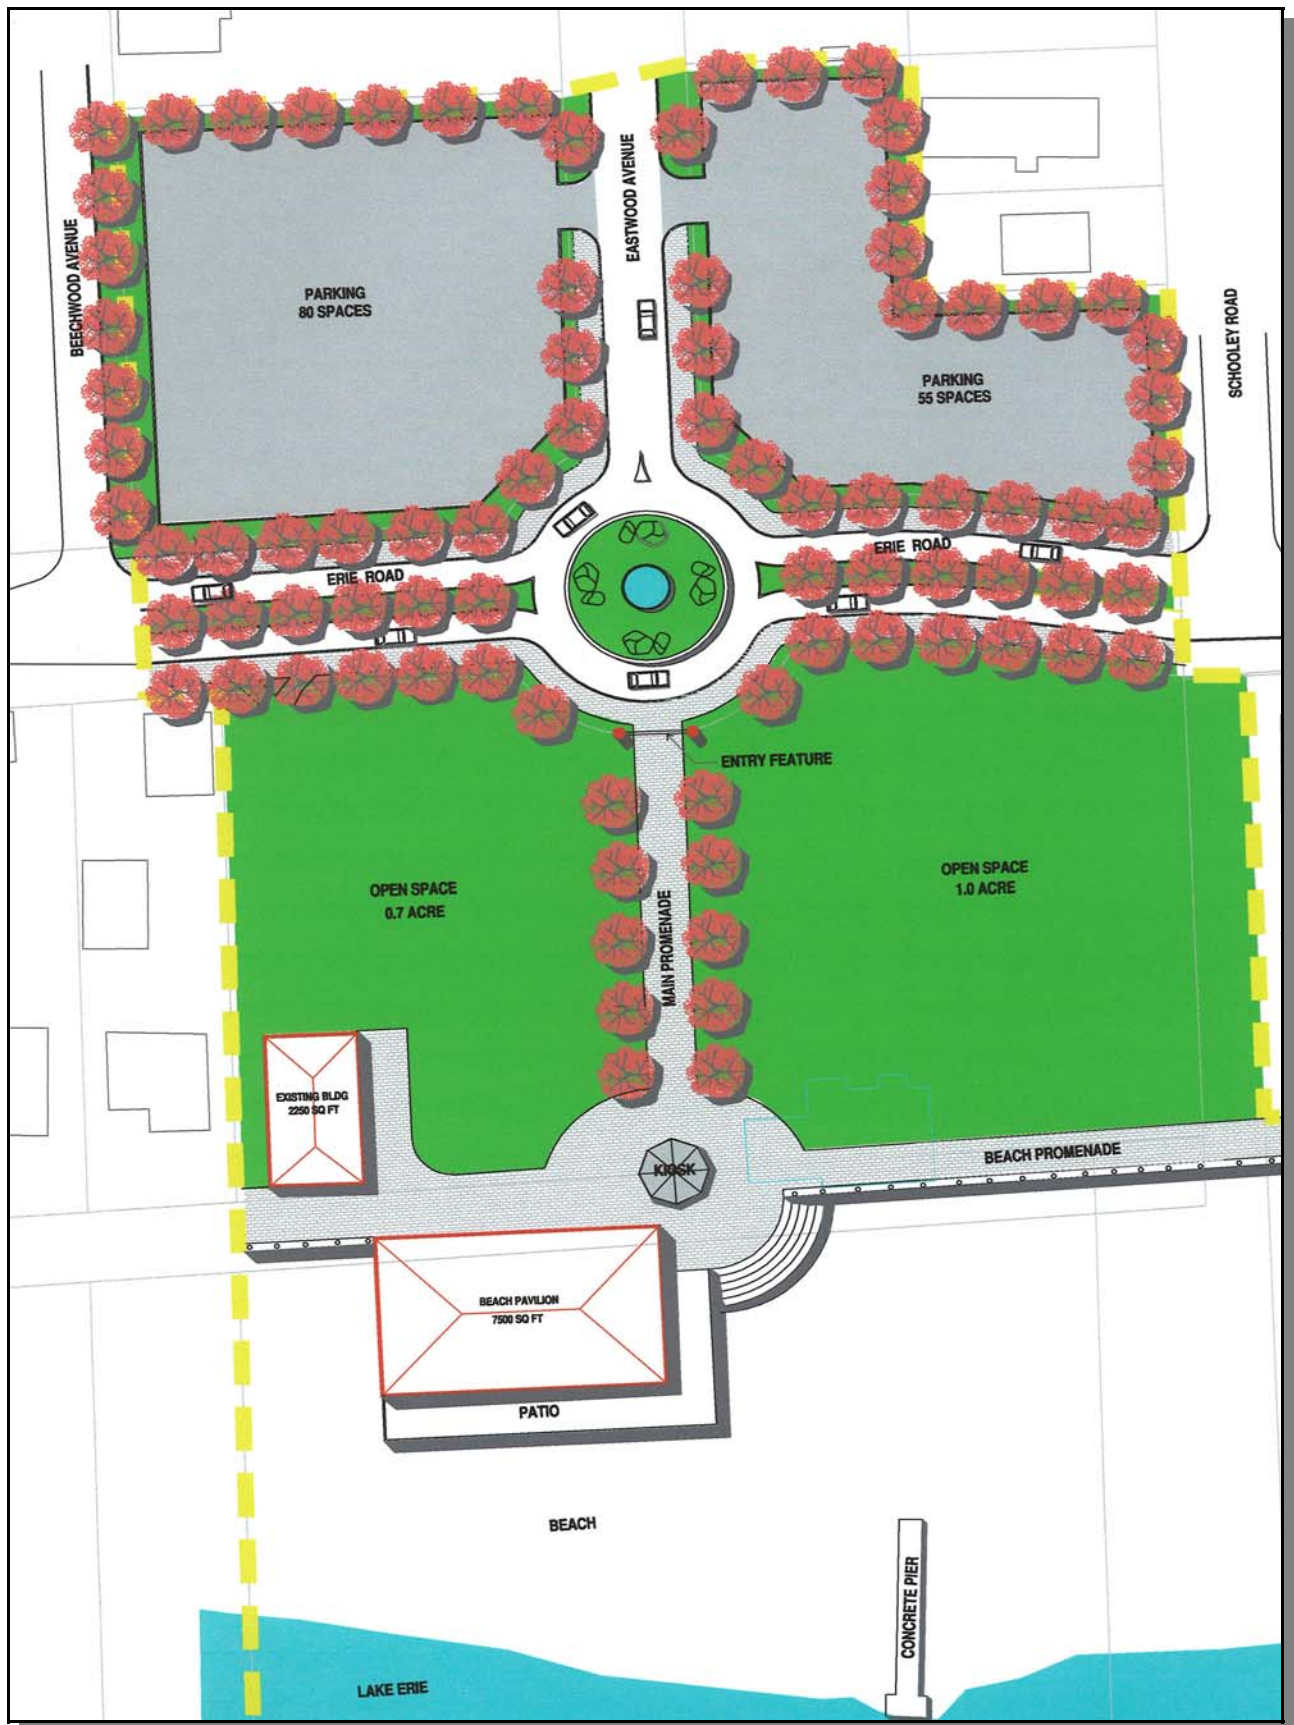 EASTWOOD AVENUE
BEECHWOOD AVENUE
PARKING
80 SPACES
SCHOOLEY ROAD
PARKING
55 SPACES
ERIE ROAD
ERIE ROAD
ENTRY FEATURE
OPEN SPACE
0.7 ACRE
OPEN SPACE
1.0 ACRE
MAIN PROMENADE
EXISTING BLDG
2250 SQ FT
KIOSK
BEACH PROMENADE
BEACH PAVILION
7500 SQ FT
PATIO
BEACH
CONCRETE PIER
LAKE ERIE